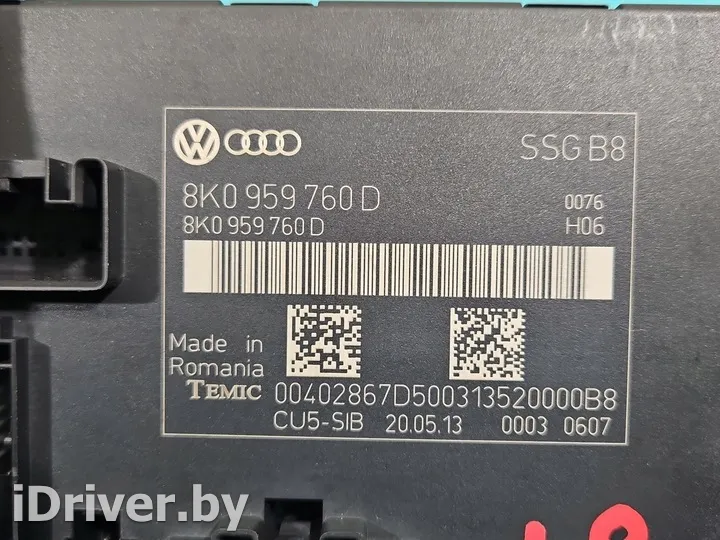 SSG B8
8K0 959 760 D
0076
8K0 959 760 D
H06
Made in
Romania
TEMIC 00402867D500313520000B8
CU5-SIB 20.05.13 0003 0607
iDriver.by